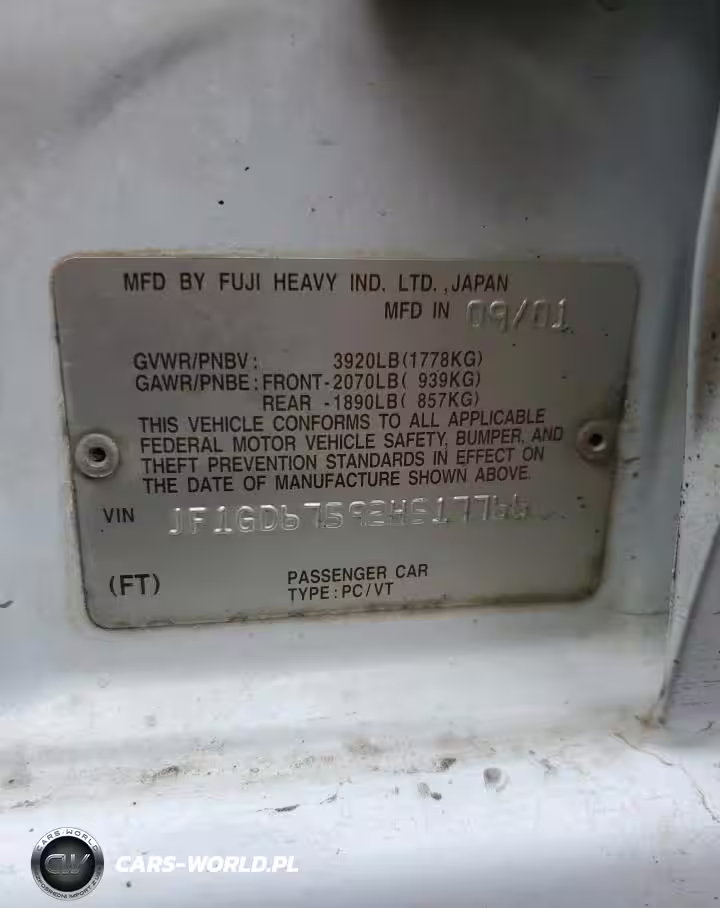 MFD BY FUJI HEAVY IND. LTD. , JAPAN
MFD IN 09/01
GVWR/PNBV : 3920LB(1778KG)
GAWR/PNBE : FRONT-2070LB( 939KG)
REAR -1890LB( 857KG)
THIS VEHICLE CONFORMS TO ALL APPLICABLE
FEDERAL MOTOR VEHICLE SAFETY, BUMPER, AND
THEFT PREVENTION STANDARDS IN EFFECT ON
THE DATE OF MANUFACTURE SHOWN ABOVE.
VIN JF1GD67592H517766
(FT)
PASSENGER CAR
TYPE : PC/VT
CARS-WORLD
CW
CARS-WORLD.PL